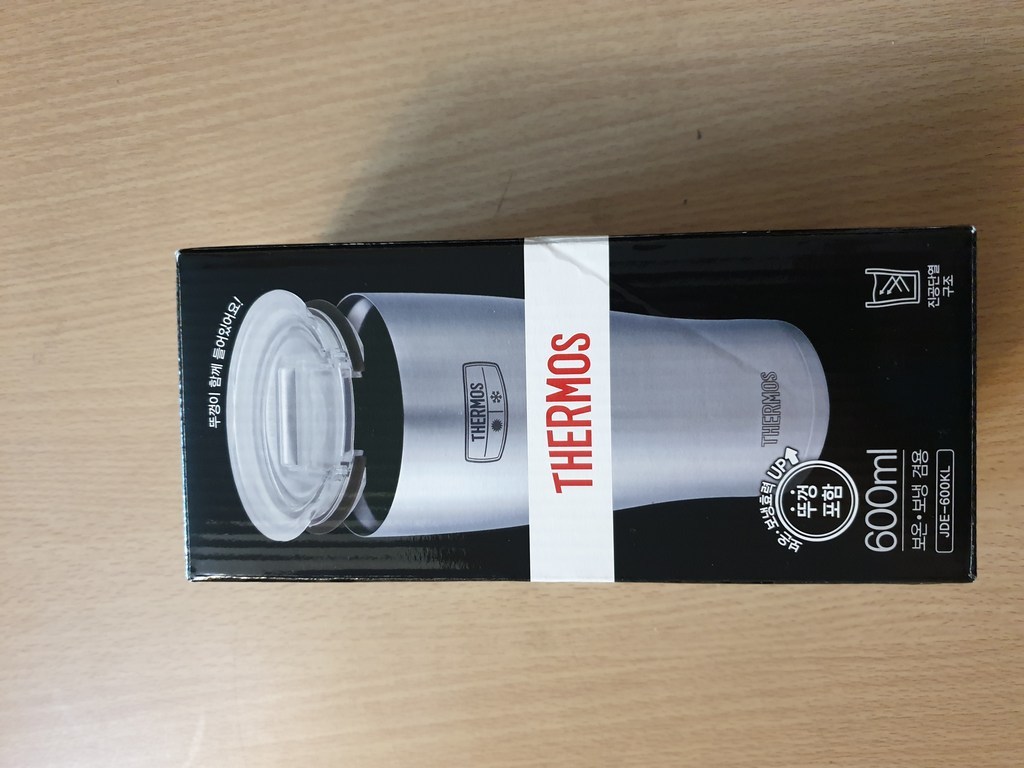 뚜껑이 함께 들어있어요!
THERMOS
THERMOS
THERMOS
보온·보냉효력 UP
뚜껑
포함
600ml
보온·보냉 겸용
JDE-600KL
진공단열
구조